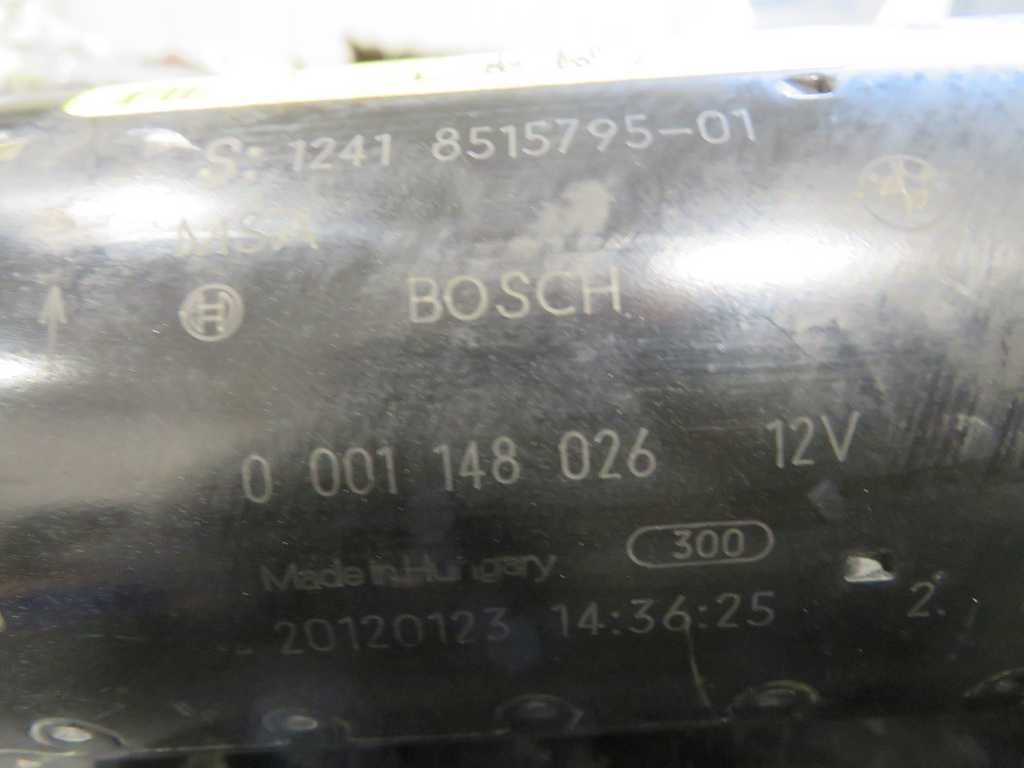 S: 1241 8515795-01
MSA
BOSCH
0 001 148 026 12V
300
Made in Hungary
20120123 14:36:25
2.